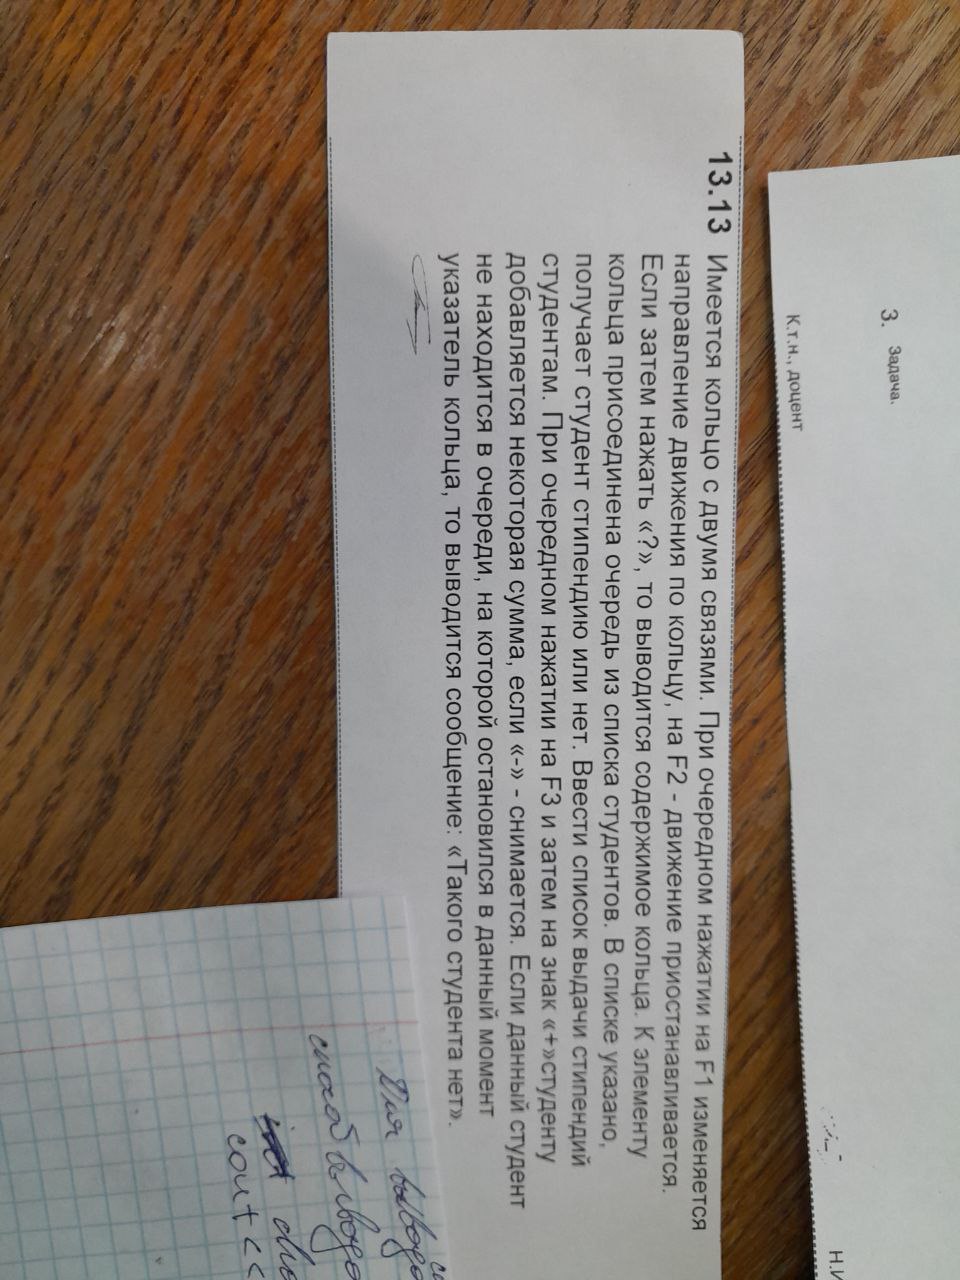 3. Задача.
Н.И
К.т.н., доцент
13.13 Имеется кольцо с двумя связями. При очередном нажатии на F1 изменяется
направление движения по кольцу, на F2 - движение приостанавливается.
Если затем нажать «?», то выводится содержимое кольца. К элементу
кольца присоединена очередь из списка студентов. В списке указано,
получает студент стипендию или нет. Ввести список выдачи стипендий
студентам. При очередном нажатии на F3 и затем на знак «+»студенту
добавляется некоторая сумма, если «-» - снимается. Если данный студент
не находится в очереди, на которой остановился в данный момент
указатель кольца, то выводится сообщение: «Такого студента нет».
Для вывода
способ вывода
cout<<